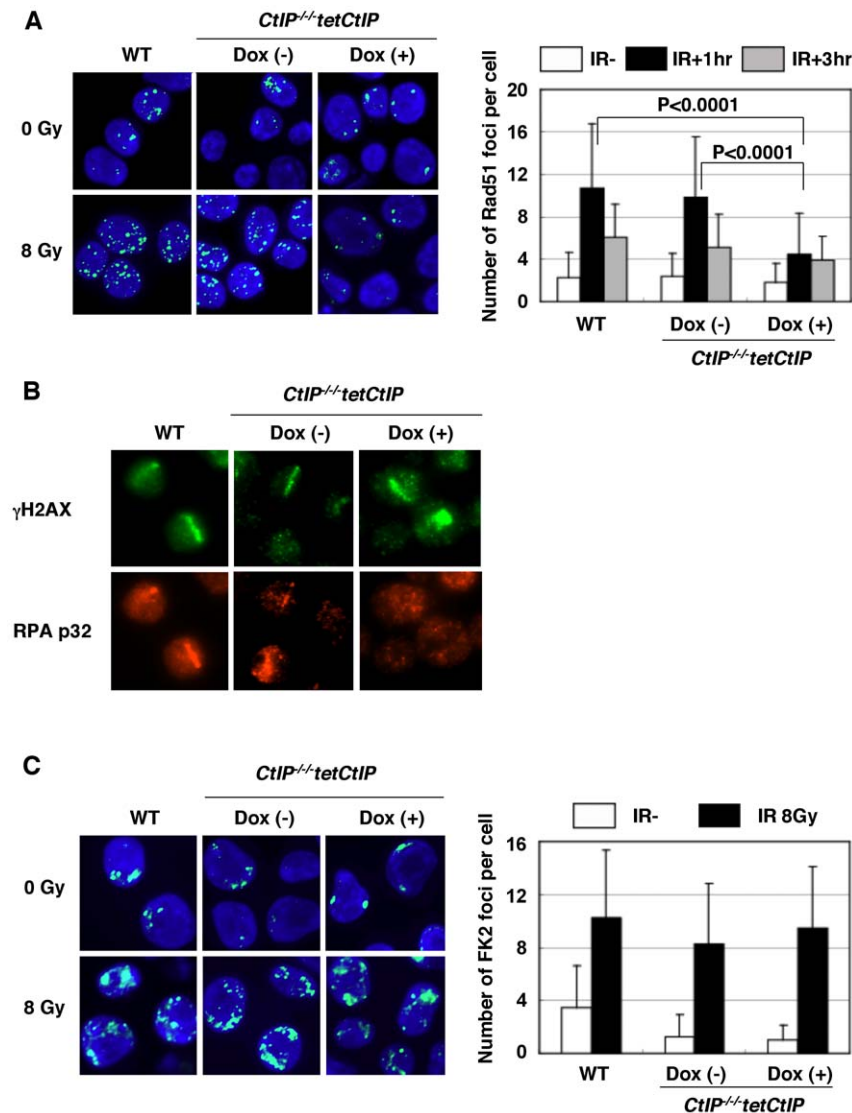 A
CtIP-/-/-tetCtIP
WT Dox (-) Dox (+)
0 Gy
8 Gy
IR- IR+1hr IR+3hr
Number of Rad51 foci per cell
20
16
12
8
4
0
P<0.0001
P<0.0001
WT Dox (-) Dox (+)
CtIP-/-/-tetCtIP
B
CtIP-/-/-tetCtIP
WT Dox (-) Dox (+)
γH2AX
RPA p32
C
CtIP-/-/-tetCtIP
WT Dox (-) Dox (+)
0 Gy
8 Gy
IR- IR 8Gy
Number of FK2 foci per cell
16
12
8
4
0
WT Dox (-) Dox (+)
CtIP-/-/-tetCtIP